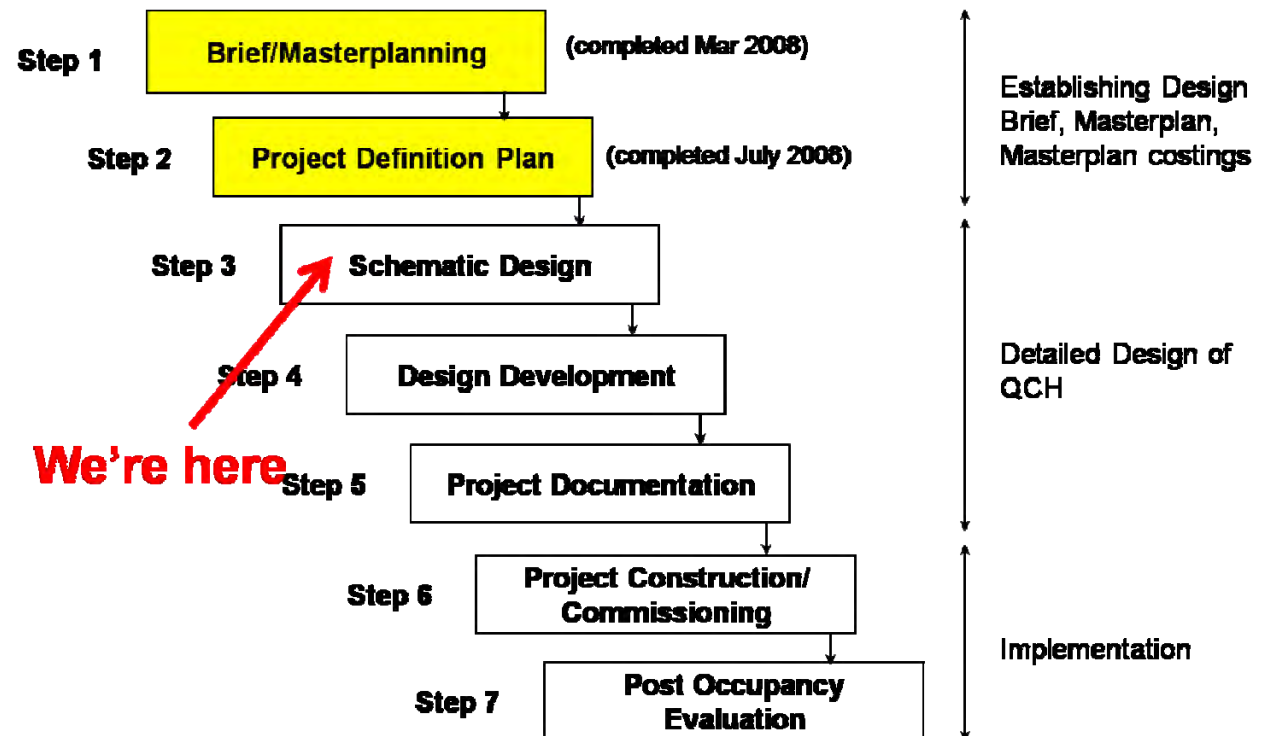 Step 1
Brief/Masterplanning
(completed Mar 2008)
Establishing Design
Brief, Masterplan,
Masterplan costings
Step 2
Project Definition Plan
(completed July 2008)
Step 3
Schematic Design
Step 4
Design Development
Detailed Design of
QCH
We're here
Step 5
Project Documentation
Step 6
Project Construction/
Commissioning
Implementation
Step 7
Post Occupancy
Evaluation